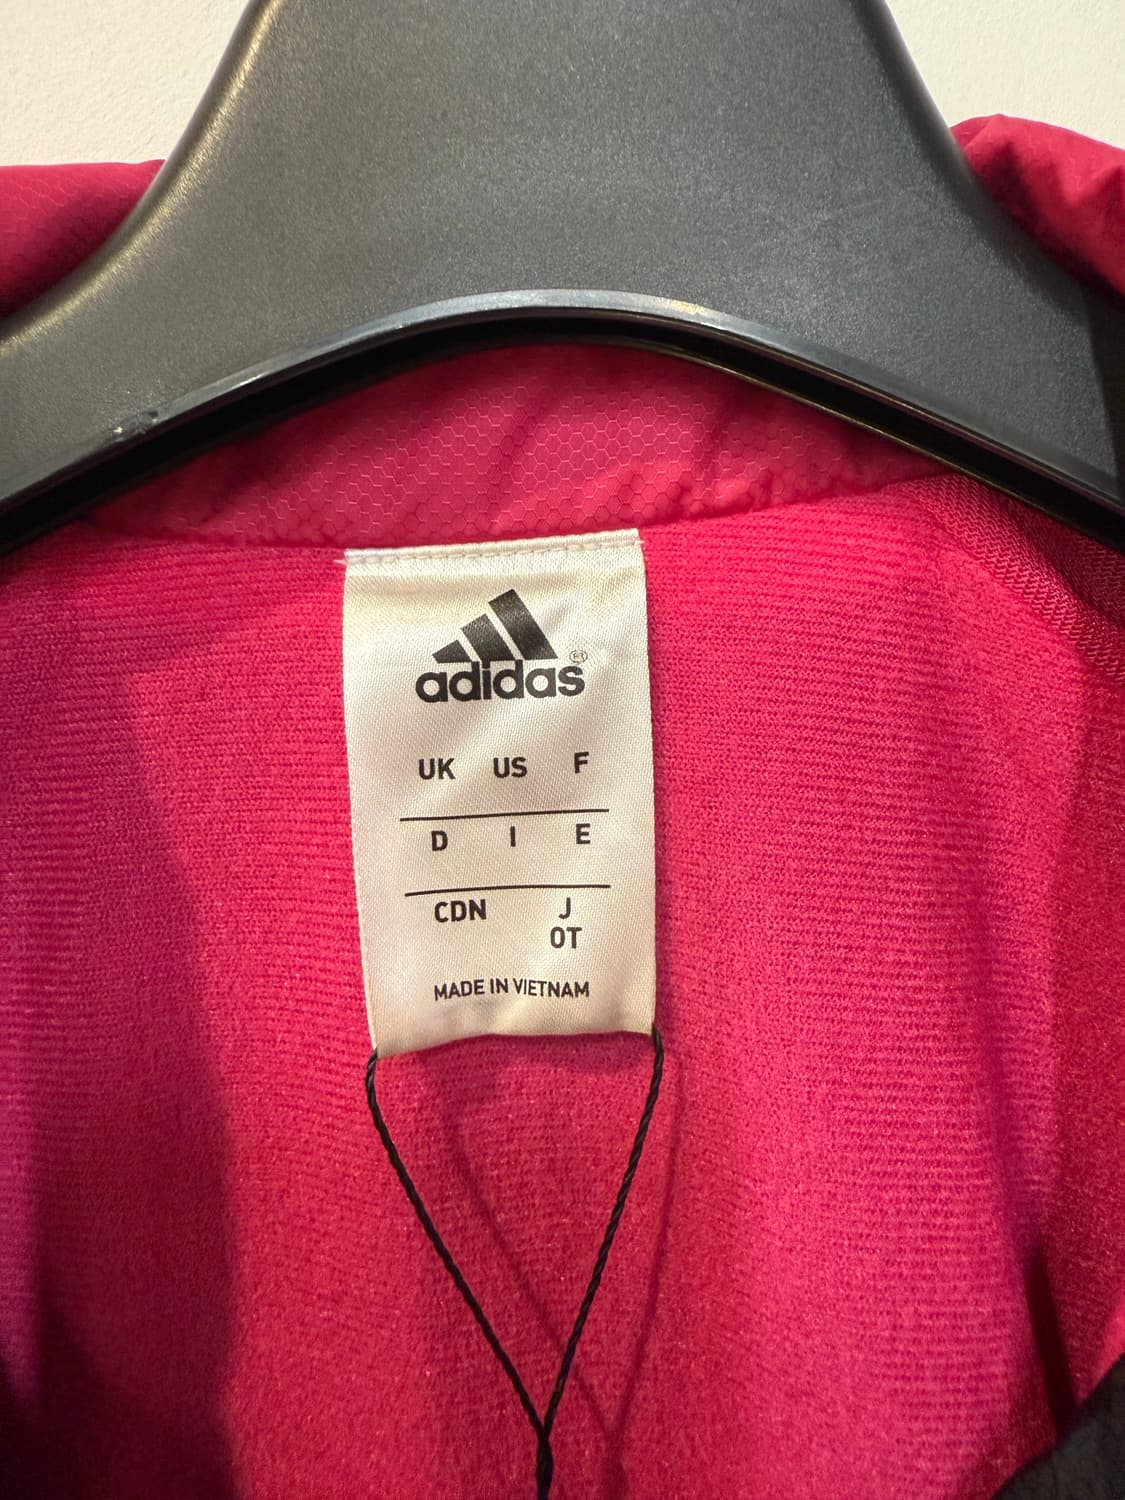 adidas®
UK US F
D I E
CDN J
OT
MADE IN VIETNAM